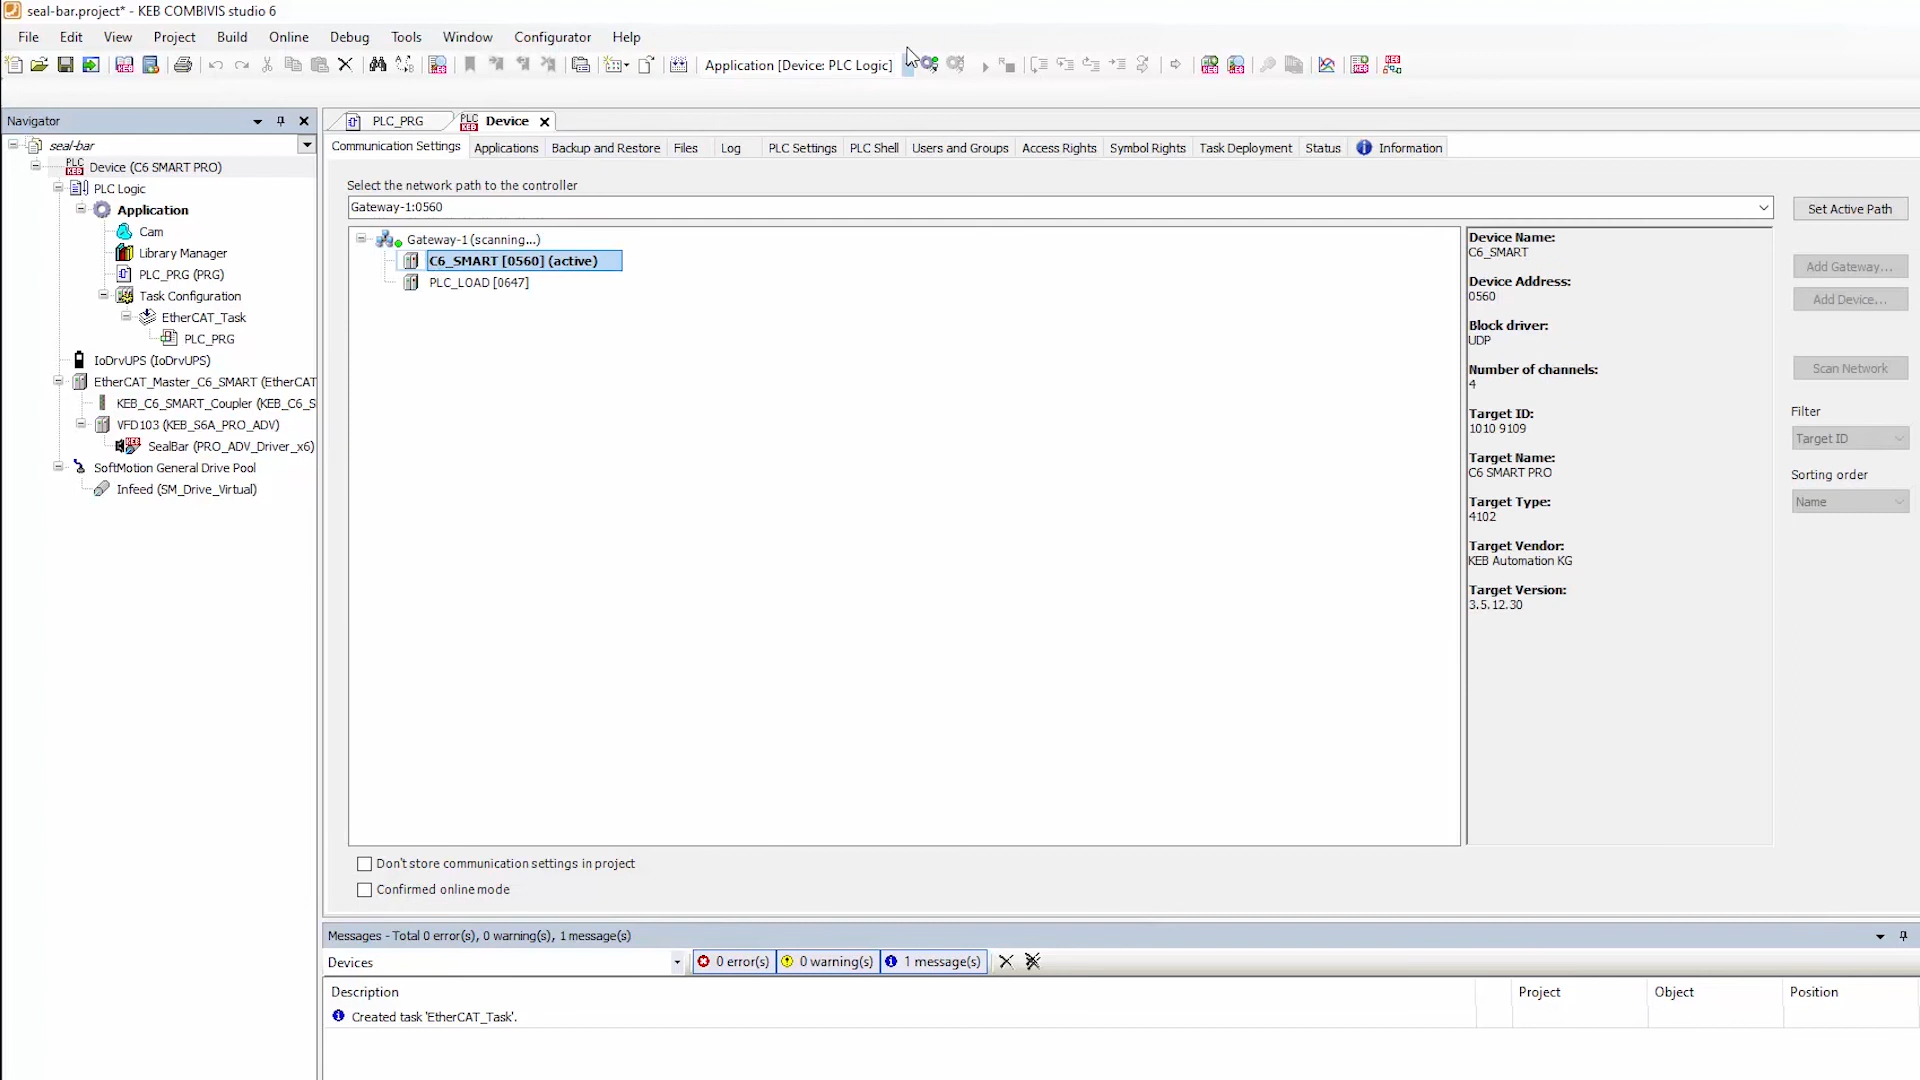 seal-bar.project* - KEB COMBIVIS studio 6
File Edit View Project Build Online Debug Tools Window Configurator Help
Application [Device: PLC Logic]
Navigator
seal-bar
Device (C6 SMART PRO)
PLC Logic
Application
Cam
Library Manager
PLC_PRG (PRG)
Task Configuration
EtherCAT_Task
PLC_PRG
IoDrvUPS (IoDrvUPS)
EtherCAT_Master_C6_SMART (EtherCAT
KEB_C6_SMART_Coupler (KEB_C6_S
VFD103 (KEB_S6A_PRO_ADV)
SealBar (PRO_ADV_Driver_x6)
SoftMotion General Drive Pool
Infeed (SM_Drive_Virtual)
PLC_PRG
PLC KEB Device
Communication Settings Applications Backup and Restore Files Log PLC Settings PLC Shell Users and Groups Access Rights Symbol Rights Task Deployment Status Information
Select the network path to the controller
Gateway-1:0560
Gateway-1 (scanning...)
C6_SMART [0560] (active)
PLC_LOAD [0647]
Device Name:
C6_SMART
Device Address:
0560
Block driver:
UDP
Number of channels:
4
Target ID:
1010 9109
Target Name:
C6 SMART PRO
Target Type:
4102
Target Vendor:
KEB Automation KG
Target Version:
3.5.12.30
Set Active Path
Add Gateway...
Add Device...
Scan Network
Filter
Target ID
Sorting order
Name
Don't store communication settings in project
Confirmed online mode
Messages - Total 0 error(s), 0 warning(s), 1 message(s)
Devices
0 error(s) 0 warning(s) 1 message(s)
Description Project Object Position
Created task 'EtherCAT_Task'.